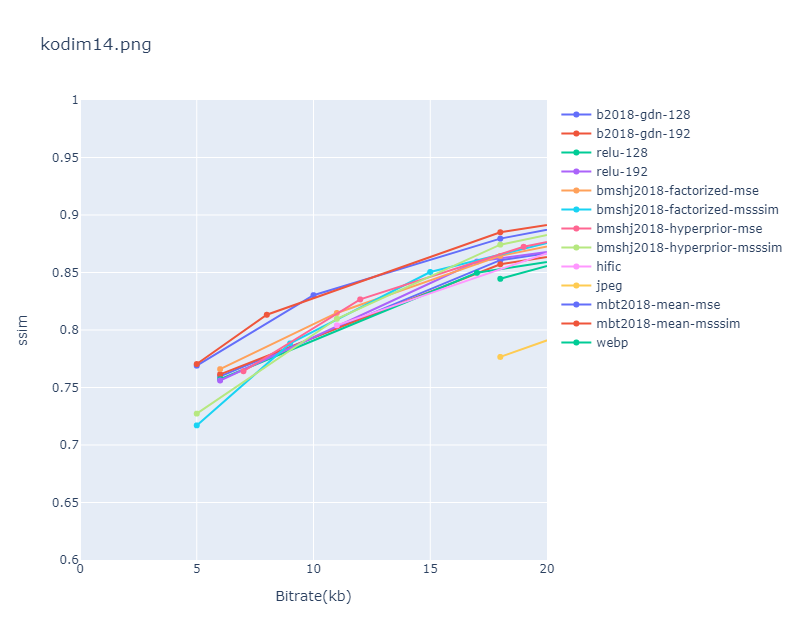 kodim14.png
1
0.95
0.9
0.85
0.8
0.75
0.7
0.65
0.6
ssim
0
5
10
15
20
Bitrate(kb)
b2018-gdn-128
b2018-gdn-192
relu-128
relu-192
bmshj2018-factorized-mse
bmshj2018-factorized-msssim
bmshj2018-hyperprior-mse
bmshj2018-hyperprior-msssim
hific
jpeg
mbt2018-mean-mse
mbt2018-mean-msssim
webp